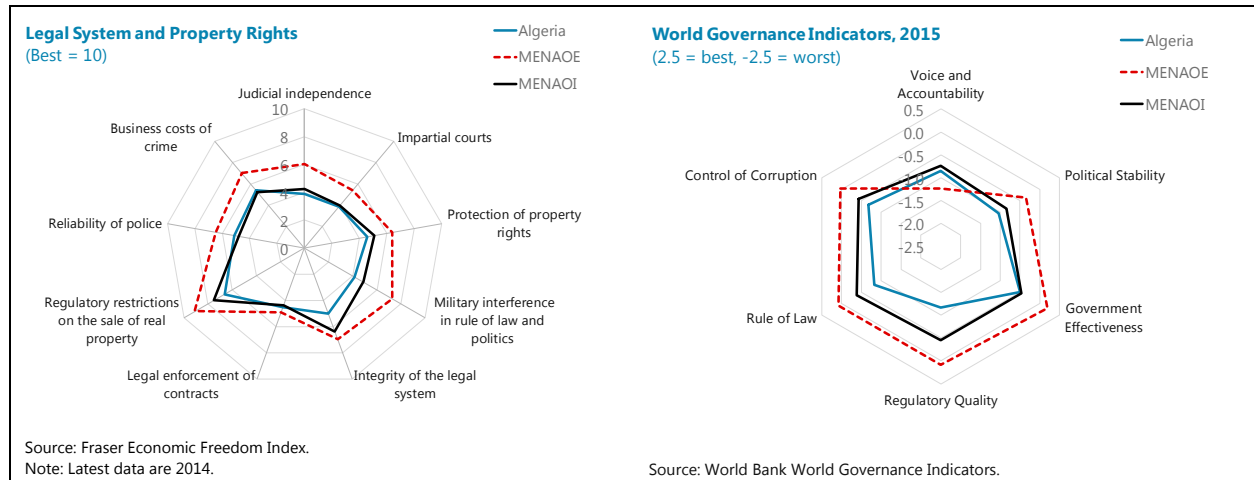 Legal System and Property Rights
(Best = 10)
Algeria
MENAOE
MENAOI
Judicial independence
Impartial courts
Protection of property
rights
Military interference
in rule of law and
politics
Integrity of the legal
system
Legal enforcement of
contracts
Regulatory restrictions
on the sale of real
property
Reliability of police
Business costs of
crime
10
8
6
4
2
0
Source: Fraser Economic Freedom Index.
Note: Latest data are 2014.
World Governance Indicators, 2015
(2.5 = best, -2.5 = worst)
Algeria
MENAOE
MENAOI
Voice and
Accountability
Political Stability
Government
Effectiveness
Regulatory Quality
Rule of Law
Control of Corruption
0.5
0.0
-0.5
-1.0
-1.5
-2.0
-2.5
Source: World Bank World Governance Indicators.